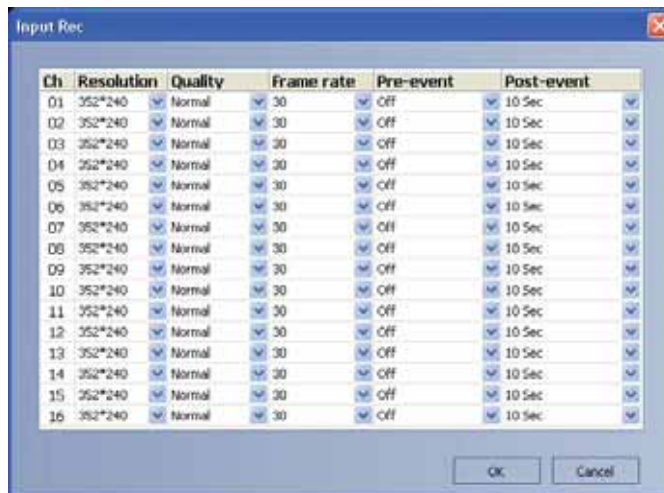 Input Rec
Ch Resolution Quality Frame rate Pre-event Post-event
01 352*240 Normal 30 Off 10 Sec
02 352*240 Normal 30 Off 10 Sec
03 352*240 Normal 30 Off 10 Sec
04 352*240 Normal 30 Off 10 Sec
05 352*240 Normal 30 Off 10 Sec
06 352*240 Normal 30 Off 10 Sec
07 352*240 Normal 30 Off 10 Sec
08 352*240 Normal 30 Off 10 Sec
09 352*240 Normal 30 Off 10 Sec
10 352*240 Normal 30 Off 10 Sec
11 352*240 Normal 30 Off 10 Sec
12 352*240 Normal 30 Off 10 Sec
13 352*240 Normal 30 Off 10 Sec
14 352*240 Normal 30 Off 10 Sec
15 352*240 Normal 30 Off 10 Sec
16 352*240 Normal 30 Off 10 Sec
OK Cancel